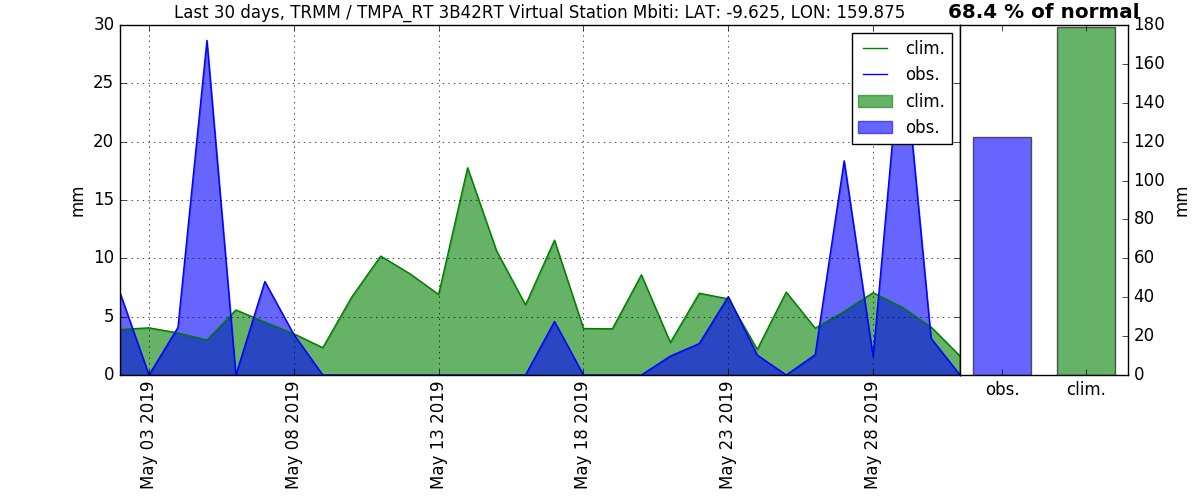 Last 30 days, TRMM / TMPA_RT 3B42RT Virtual Station Mbiti: LAT: -9.625, LON: 159.875
68.4 % of normal
30
25
20
15
10
5
0
mm
clim.
obs.
clim.
obs.
180
160
140
120
100
80
60
40
20
0
mm
May 03 2019
May 08 2019
May 13 2019
May 18 2019
May 23 2019
May 28 2019
obs.
clim.